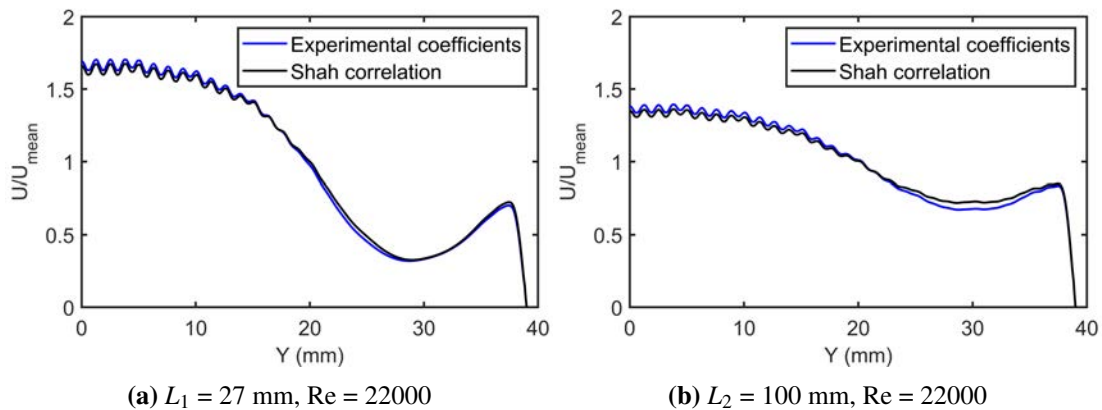 2
1.5
1
0.5
0
U/U_mean
Experimental coefficients
Shah correlation
0 10 20 30 40
Y (mm)
(a) L₁ = 27 mm, Re = 22000
2
1.5
1
0.5
0
U/U_mean
Experimental coefficients
Shah correlation
0 10 20 30 40
Y (mm)
(b) L₂ = 100 mm, Re = 22000